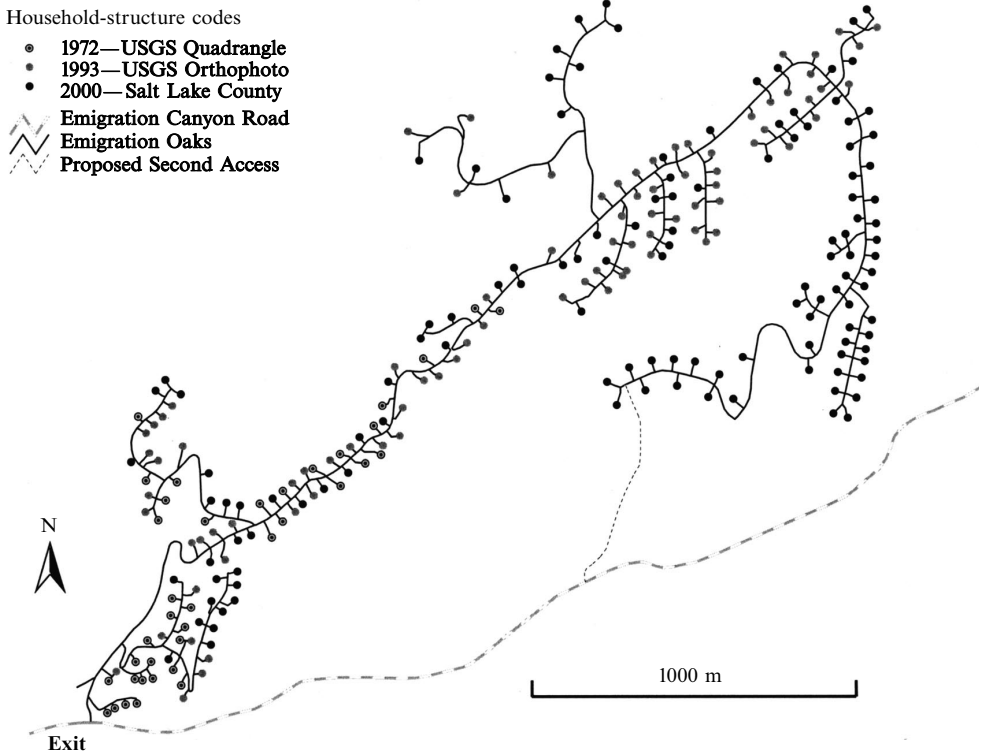 Household-structure codes
1972—USGS Quadrangle
1993—USGS Orthophoto
2000—Salt Lake County
Emigration Canyon Road
Emigration Oaks
Proposed Second Access
N
1000 m
Exit